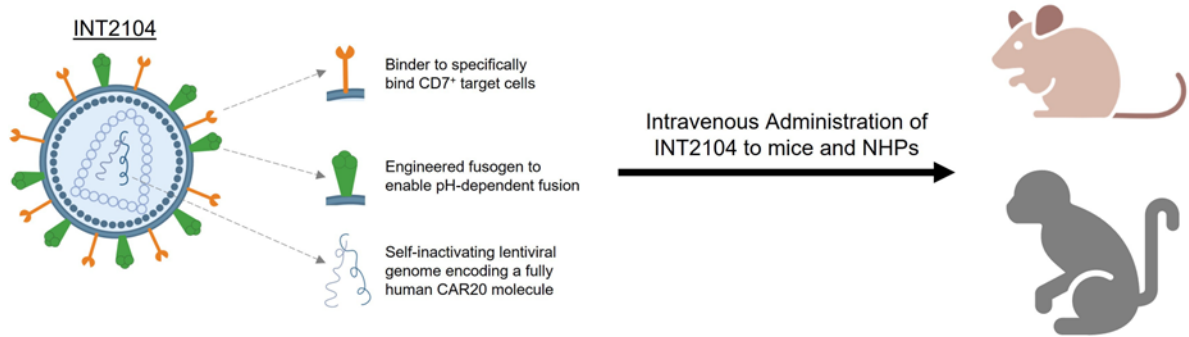 INT2104
Binder to specifically
bind CD7⁺ target cells
Engineered fusogen to
enable pH-dependent fusion
Self-inactivating lentiviral
genome encoding a fully
human CAR20 molecule
Intravenous Administration of
INT2104 to mice and NHPs